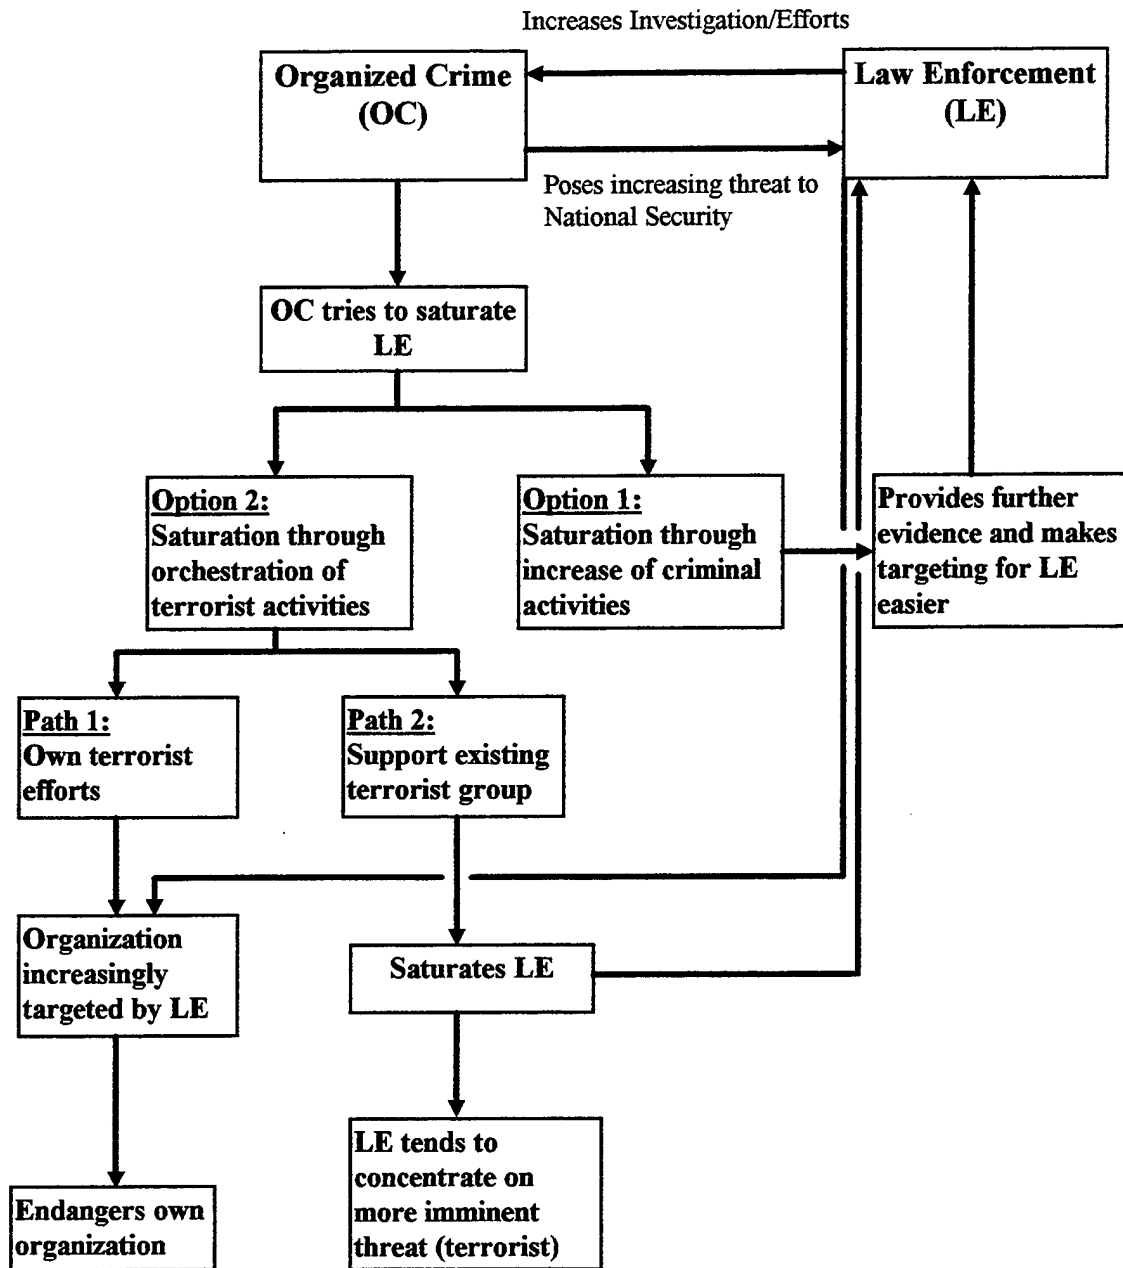 Increases Investigation/Efforts
Organized Crime
(OC)
Law Enforcement
(LE)
Poses increasing threat to
National Security
OC tries to saturate
LE
Option 2:
Saturation through
orchestration of
terrorist activities
Option 1:
Saturation through
increase of criminal
activities
Provides further
evidence and makes
targeting for LE
easier
Path 1:
Own terrorist
efforts
Path 2:
Support existing
terrorist group
Organization
increasingly
targeted by LE
Saturates LE
Endangers own
organization
LE tends to
concentrate on
more imminent
threat (terrorist)